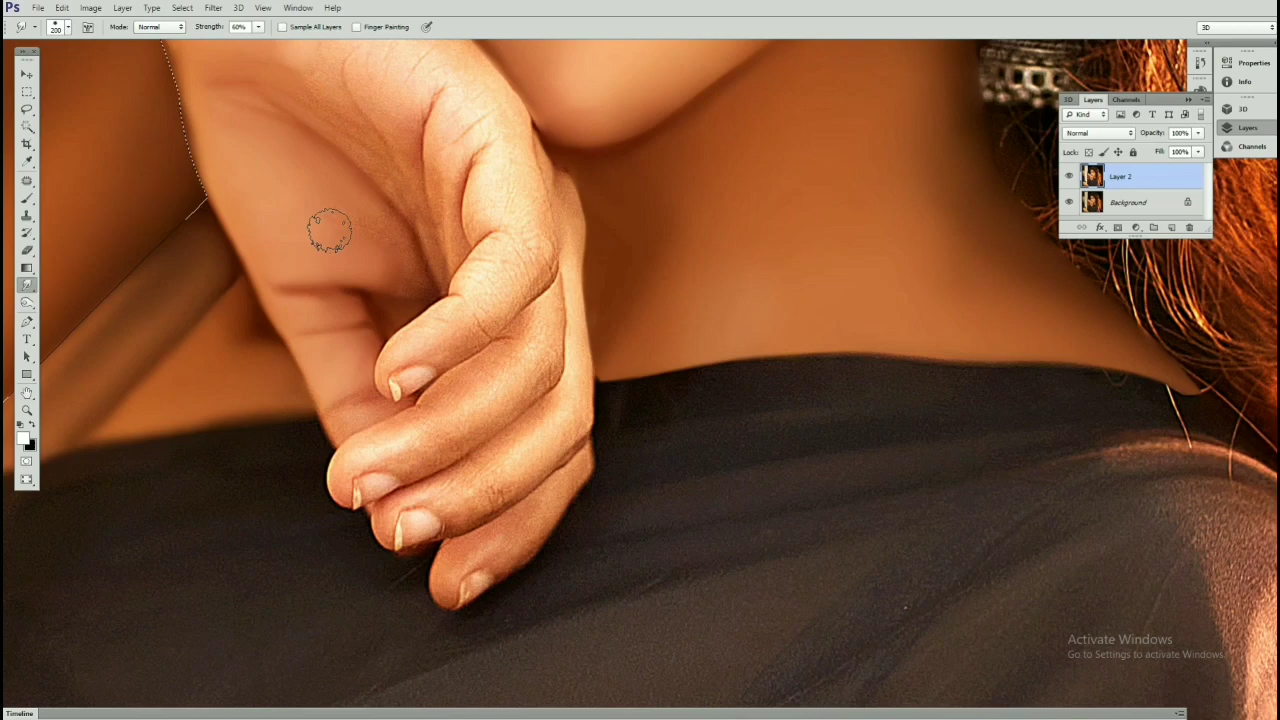 Ps File Edit Image Layer Type Select Filter 3D View Window Help
200 Mode: Normal Strength: 60% Sample All Layers Finger Painting 3D
Properties
Info
3D
Layers
Channels
3D Layers Channels
Kind
Normal Opacity: 100%
Lock: Fill: 100%
Layer 2
fx
Background
T
Activate Windows
Go to Settings to activate Windows.
Timeline